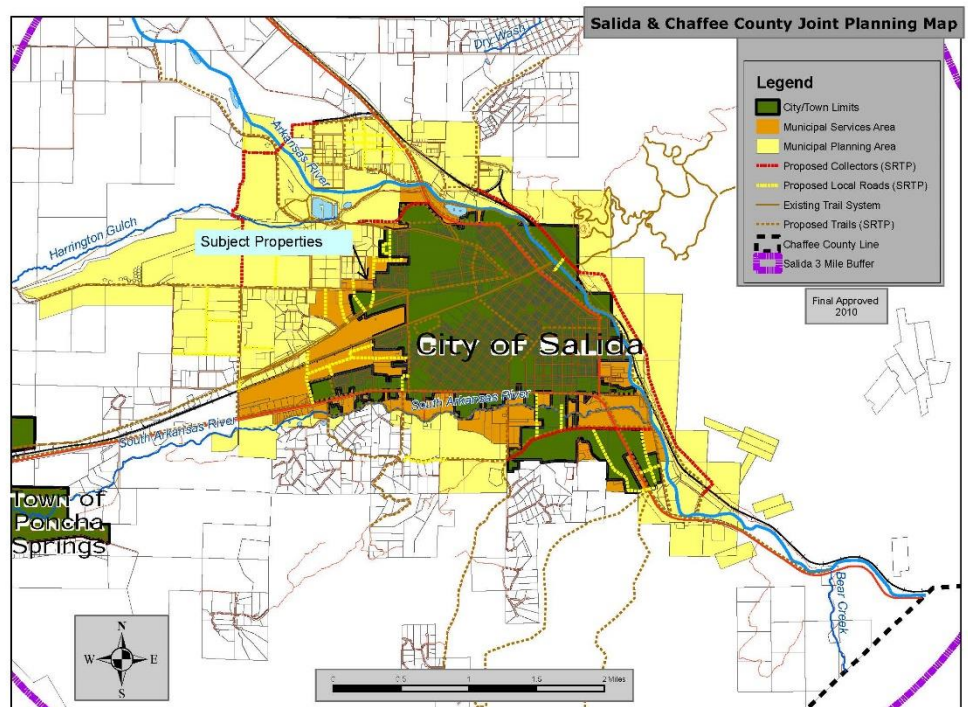 Salida & Chaffee County Joint Planning Map
Legend
City/Town Limits
Municipal Services Area
Municipal Planning Area
Proposed Collectors (SRTP)
Proposed Local Roads (SRTP)
Existing Trail System
Proposed Trails (SRTP)
Chaffee County Line
Salida 3 Mile Buffer
Final Approved
2010
Dry Wash
Arkansas River
Harrington Gulch
Subject Properties
City of Salida
South Arkansas River
South Arkansas River
Town of
Poncha
Springs
Bear Creek
N
W
E
S
0
0.5
1
1.5
2 Miles